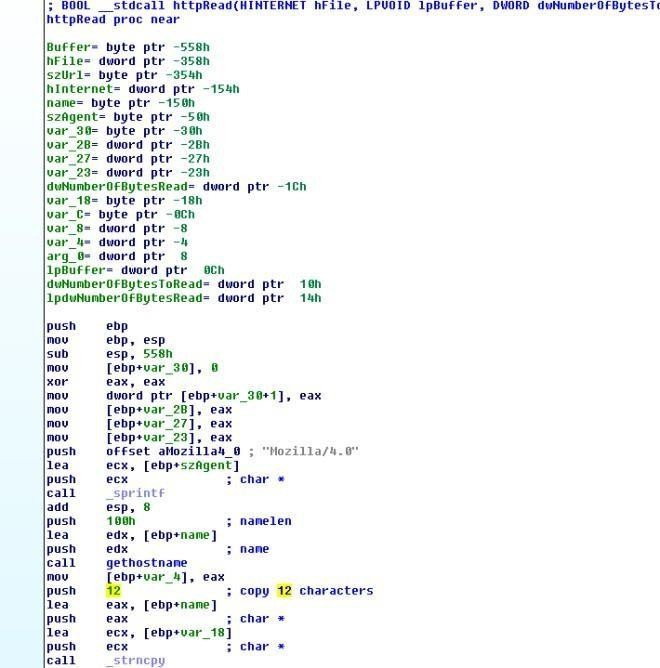 ; BOOL __stdcall httpRead(HINTERNET hFile, LPVOID lpBuffer, DWORD dwNumberOfBytesTo
httpRead proc near
Buffer= byte ptr -558h
hFile= dword ptr -358h
szUrl= byte ptr -354h
hInternet= dword ptr -154h
name= byte ptr -150h
szAgent= byte ptr -50h
var_30= byte ptr -30h
var_2B= dword ptr -2Bh
var_27= dword ptr -27h
var_23= dword ptr -23h
dwNumberOfBytesRead= dword ptr -1Ch
var_18= byte ptr -18h
var_C= byte ptr -0Ch
var_8= dword ptr -8
var_4= dword ptr -4
arg_0= dword ptr 8
lpBuffer= dword ptr 0Ch
dwNumberOfBytesToRead= dword ptr 10h
lpdwNumberOfBytesRead= dword ptr 14h
push ebp
mov ebp, esp
sub esp, 558h
mov [ebp+var_30], 0
xor eax, eax
mov dword ptr [ebp+var_30+1], eax
mov [ebp+var_2B], eax
mov [ebp+var_27], eax
mov [ebp+var_23], eax
push offset aMozilla4_0 ; "Mozilla/4.0"
lea ecx, [ebp+szAgent]
push ecx ; char *
call _sprintf
add esp, 8
push 100h ; namelen
lea edx, [ebp+name]
push edx ; name
call gethostname
mov [ebp+var_4], eax
push 12 ; copy 12 characters
lea eax, [ebp+name]
push eax ; char *
lea ecx, [ebp+var_18]
push ecx ; char *
call _strncpy